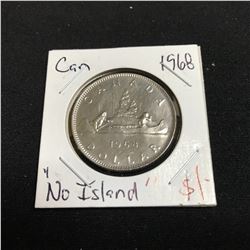 Can 1968
CANADA
1968
DOLLAR
"No Island" $1-